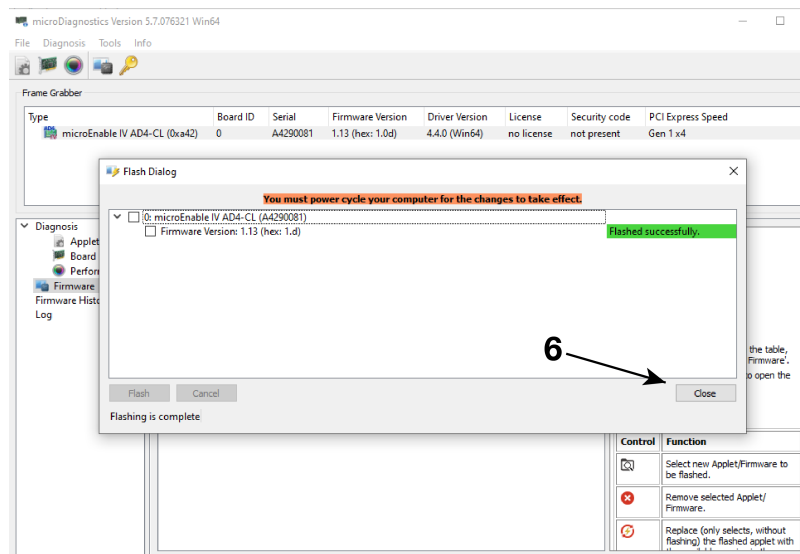 microDiagnostics Version 5.7.076321 Win64
File Diagnosis Tools Info
Frame Grabber
Type Board ID Serial Firmware Version Driver Version License Security code PCI Express Speed
microEnable IV AD4-CL (0xa42) 0 A4290081 1.13 (hex: 1.0d) 4.4.0 (Win64) no license not present Gen 1 x4
Flash Dialog
You must power cycle your computer for the changes to take effect.
0: microEnable IV AD4-CL (A4290081)
Firmware Version: 1.13 (hex: 1.d) Flashed successfully.
Diagnosis
Applet
Board
Perfor
Firmware
Firmware Histo
Log
6
the table,
Firmware'.
to open the
Flash Cancel Close
Flashing is complete
Control Function
Select new Applet/Firmware to
be flashed.
Remove selected Applet/
Firmware.
Replace (only selects, without
flashing) the flashed applet with